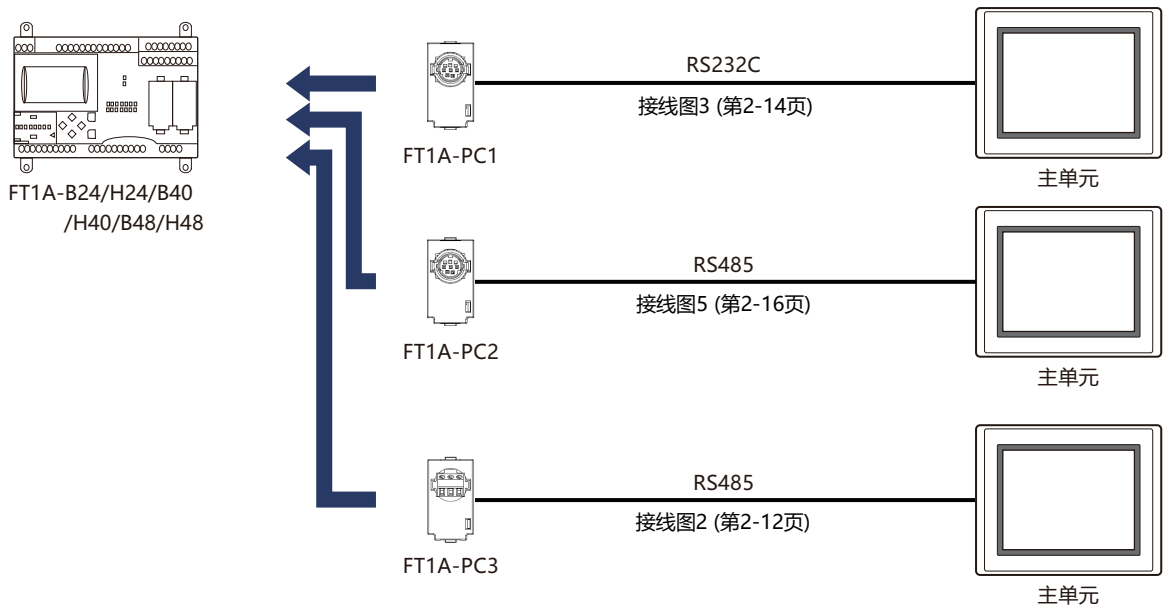 RS232C
接线图3 (第2-14页)
FT1A-PC1
主单元
FT1A-B24/H24/B40
/H40/B48/H48
RS485
接线图5 (第2-16页)
FT1A-PC2
主单元
RS485
接线图2 (第2-12页)
FT1A-PC3
主单元